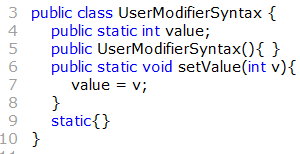 3 public class UserModifierSyntax {
4 public static int value;
5 public UserModifierSyntax(){ }
6 public static void setValue(int v){
7 value = v;
8 }
9 static{}
10 }